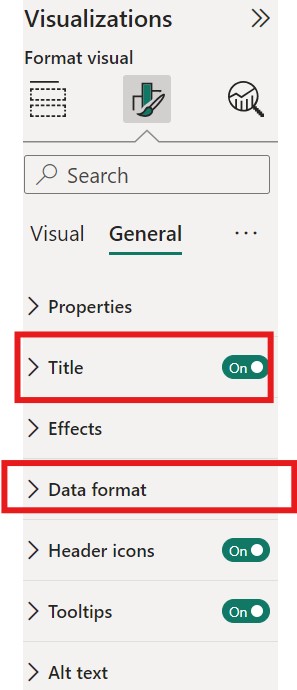 Visualizations
Format visual
Search
Visual General ...
Properties
Title On
Effects
Data format
Header icons On
Tooltips On
Alt text